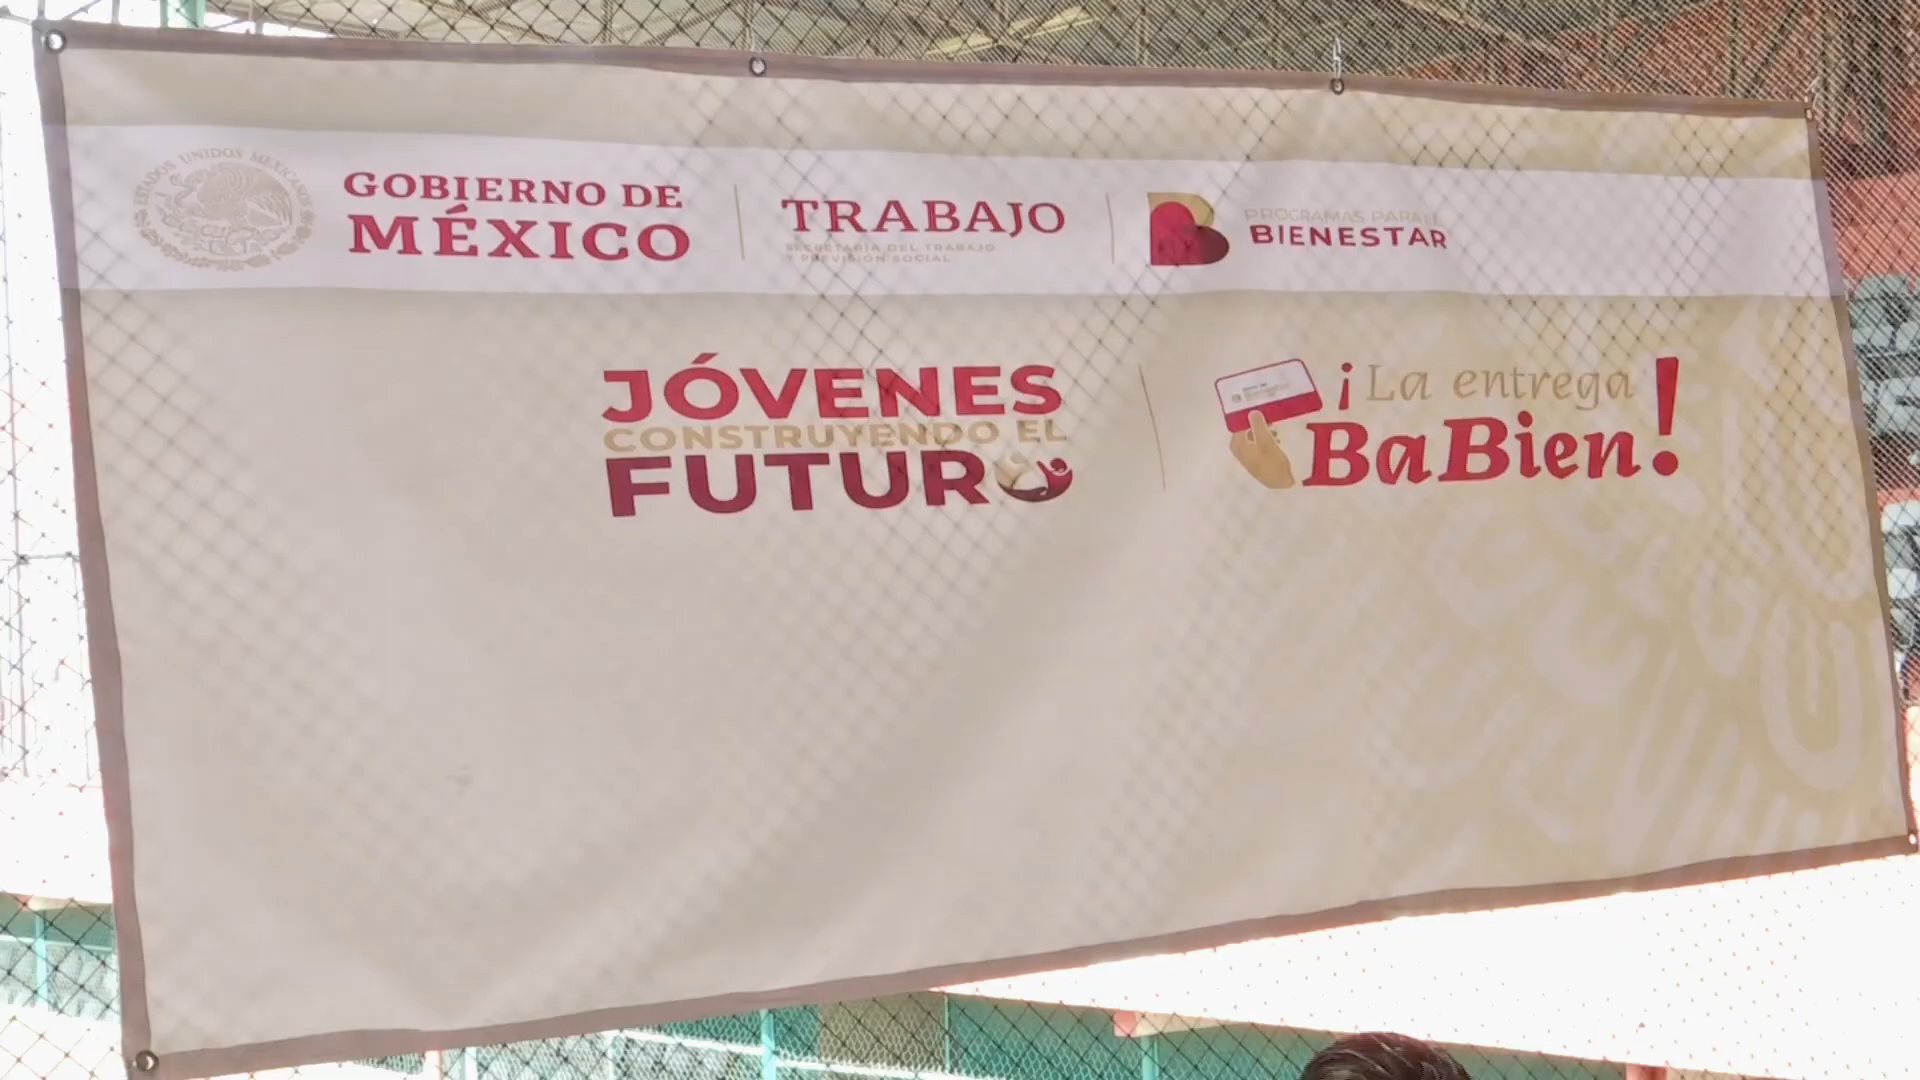 ESTADOS UNIDOS MEXICANOS
GOBIERNO DE
MÉXICO
TRABAJO
SECRETARÍA DEL TRABAJO
Y PREVISIÓN SOCIAL
PROGRAMAS PARA EL
BIENESTAR
JÓVENES
CONSTRUYENDO EL
FUTURO
¡La entrega
BaBien!